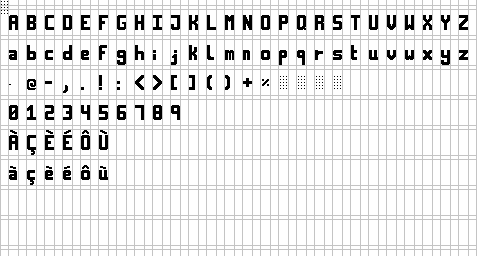 A B C D E F G H I J K L M N O P Q R S T U V W X Y Z
a b c d e f g h i j k l m n o p q r s t u v w x y z
. @ - , . ! : < > [ ] ( ) + %
0 1 2 3 4 5 6 7 8 9
À Ç È É Ô Ù
à ç è é ô ù